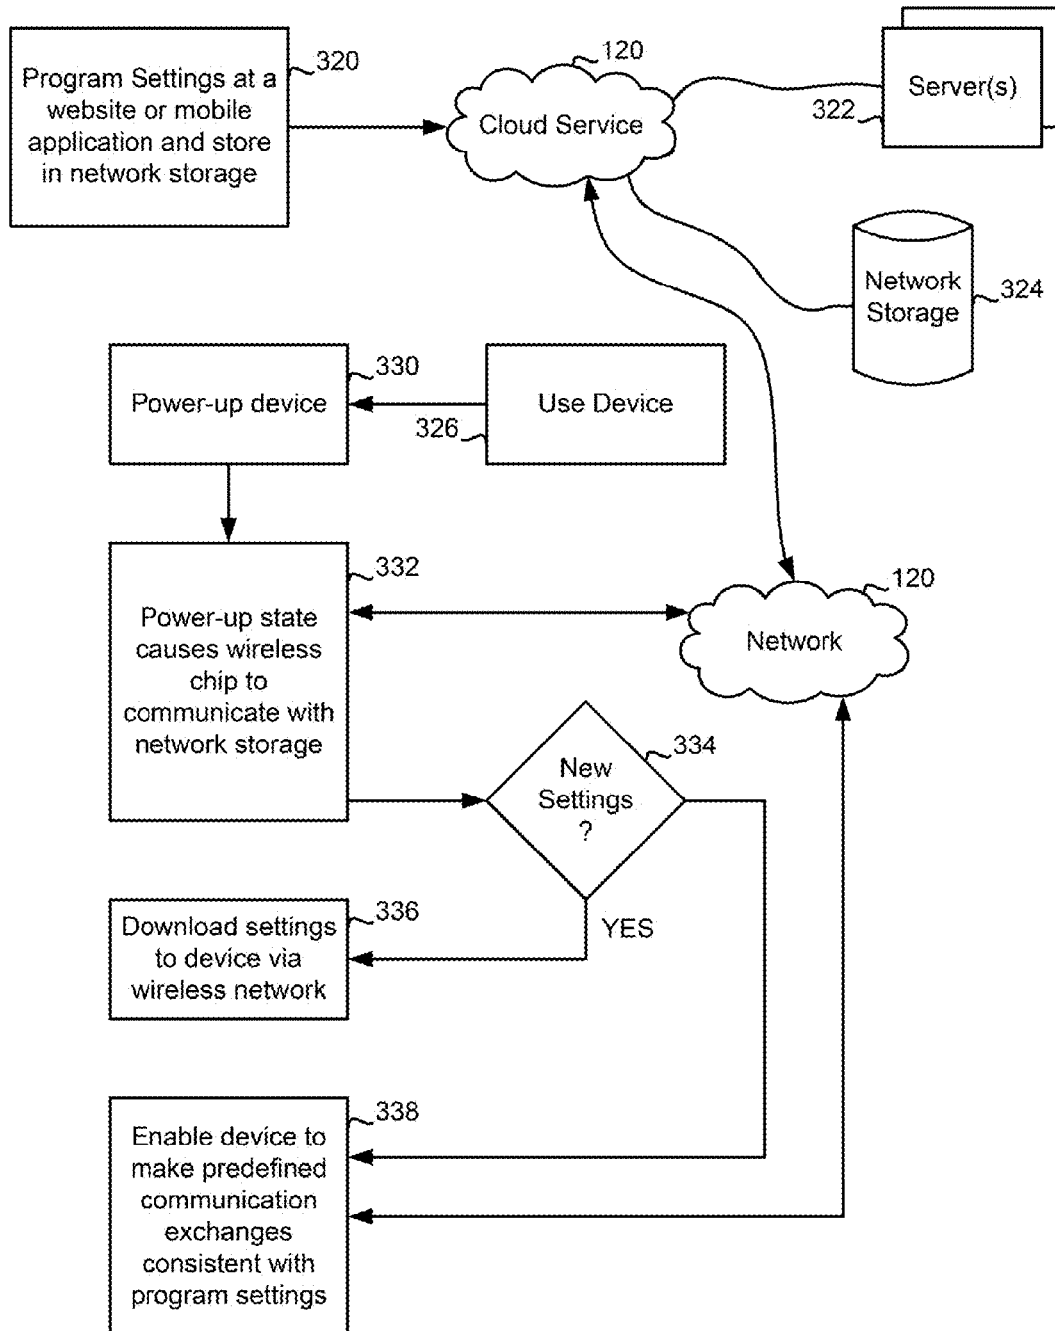 320
Program Settings at a
website or mobile
application and store
in network storage
120
Cloud Service
Server(s)
322
Network
Storage
324
330
Power-up device
Use Device
326
332
Power-up state
causes wireless
chip to
communicate with
network storage
120
Network
334
New
Settings
?
YES
336
Download settings
to device via
wireless network
338
Enable device to
make predefined
communication
exchanges
consistent with
program settings